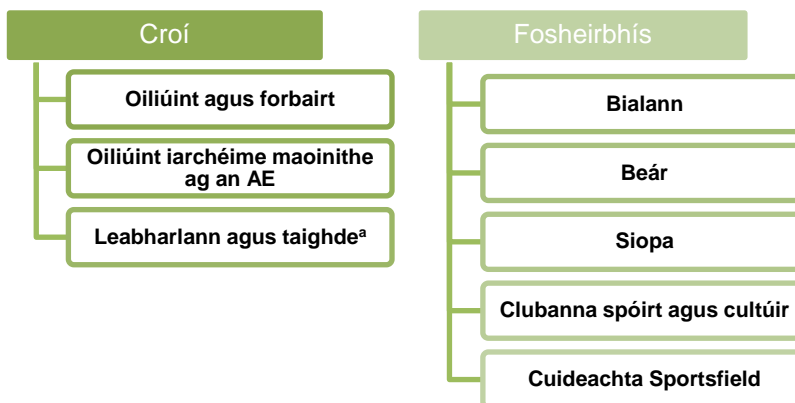 Croí
Oiliúint agus forbairt
Oiliúint iarchéime maoinithe
ag an AE
Leabharlann agus taighdeᵃ
Fosheirbhís
Bialann
Beár
Siopa
Clubanna spóirt agus cultúir
Cuideachta Sportsfield